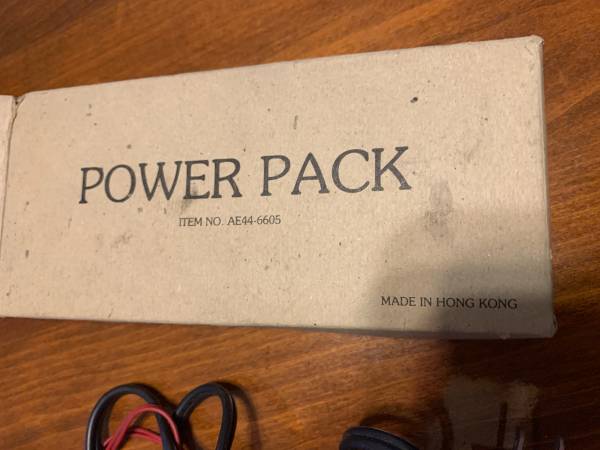 POWER PACK
ITEM NO. AE44-6605
MADE IN HONG KONG